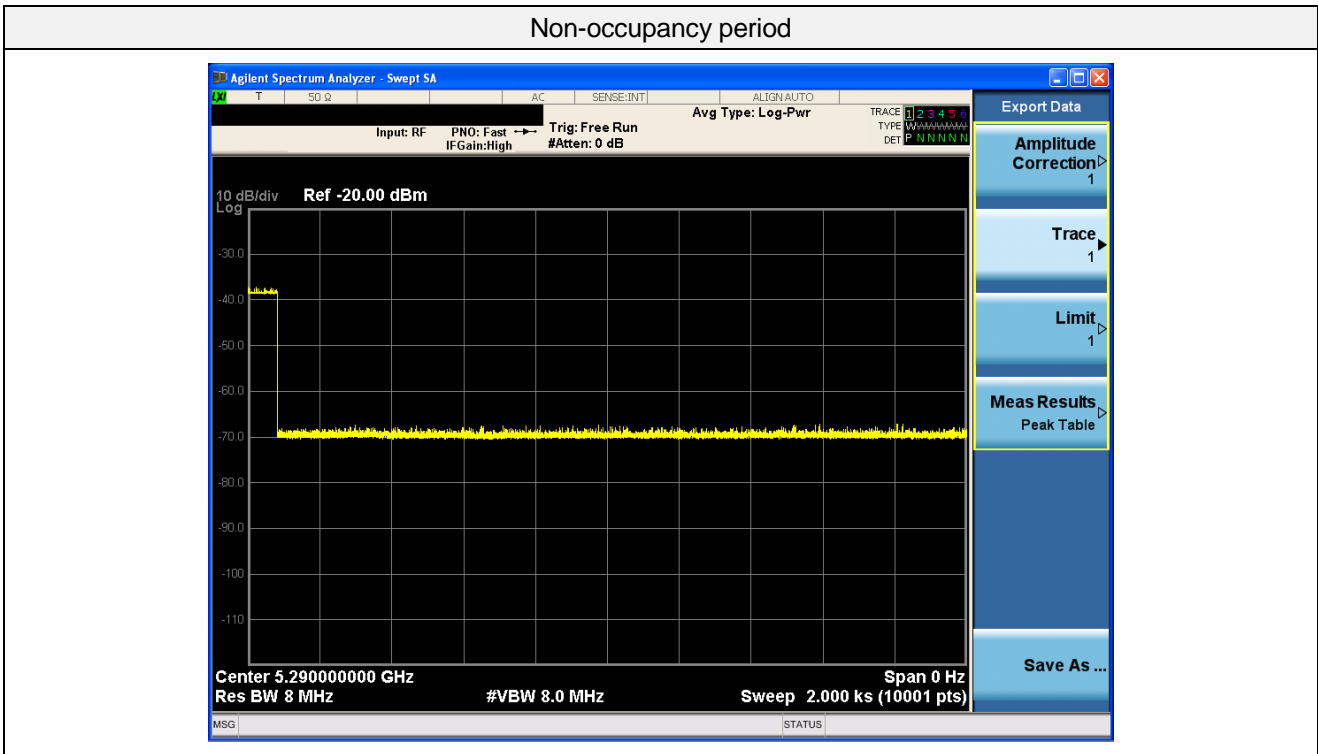 Non-occupancy period
Agilent Spectrum Analyzer - Swept SA
LXI T 50 Ω AC SENSE:INT ALIGN AUTO
Avg Type: Log-Pwr
Input: RF PNO: Fast Trig: Free Run
IFGain:High #Atten: 0 dB
TRACE 1 2 3 4 5 6
TYPE WWWWWW
DET P N N N N N
10 dB/div Ref -20.00 dBm
Log
-30.0
-40.0
-50.0
-60.0
-70.0
-80.0
-90.0
-100
-110
Center 5.290000000 GHz Span 0 Hz
Res BW 8 MHz #VBW 8.0 MHz Sweep 2.000 ks (10001 pts)
MSG STATUS
Export Data
Amplitude
Correction
1
Trace
1
Limit
1
Meas Results
Peak Table
Save As ...